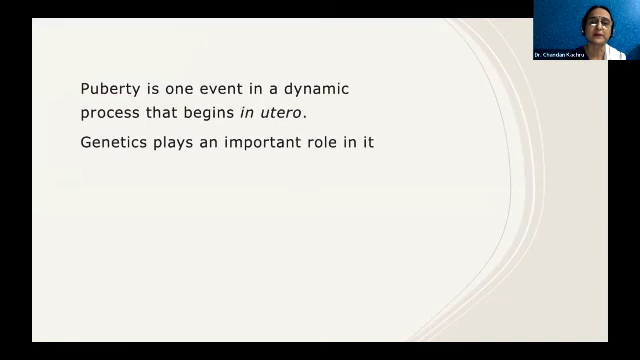 Dr. Chandan Kachru
Puberty is one event in a dynamic
process that begins in utero.
Genetics plays an important role in it